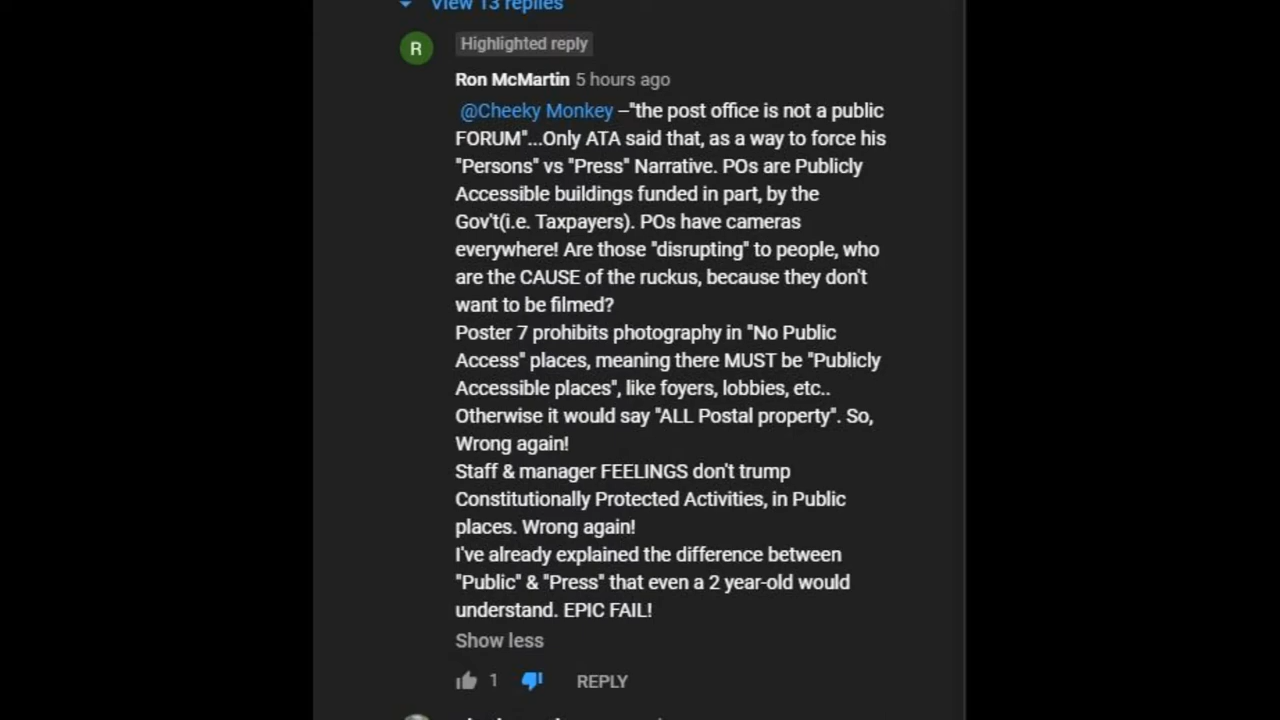 View 13 replies
R
Highlighted reply
Ron McMartin 5 hours ago
@Cheeky Monkey –"the post office is not a public
FORUM"...Only ATA said that, as a way to force his
"Persons" vs "Press" Narrative. POs are Publicly
Accessible buildings funded in part, by the
Gov't(i.e. Taxpayers). POs have cameras
everywhere! Are those "disrupting" to people, who
are the CAUSE of the ruckus, because they don't
want to be filmed?
Poster 7 prohibits photography in "No Public
Access" places, meaning there MUST be "Publicly
Accessible places", like foyers, lobbies, etc..
Otherwise it would say "ALL Postal property". So,
Wrong again!
Staff & manager FEELINGS don't trump
Constitutionally Protected Activities, in Public
places. Wrong again!
I've already explained the difference between
"Public" & "Press" that even a 2 year-old would
understand. EPIC FAIL!
Show less
1 REPLY